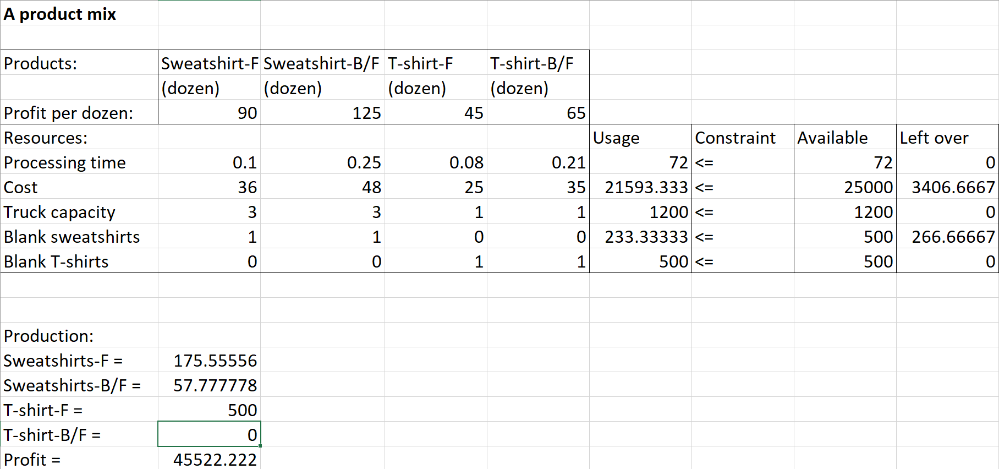 A product mix
Products: Sweatshirt-F Sweatshirt-B/F T-shirt-F T-shirt-B/F
(dozen) (dozen) (dozen) (dozen)
Profit per dozen: 90 125 45 65
Resources: Usage Constraint Available Left over
Processing time 0.1 0.25 0.08 0.21 72 <= 72 0
Cost 36 48 25 35 21593.333 <= 25000 3406.6667
Truck capacity 3 3 1 1 1200 <= 1200 0
Blank sweatshirts 1 1 0 0 233.33333 <= 500 266.66667
Blank T-shirts 0 0 1 1 500 <= 500 0
Production:
Sweatshirts-F = 175.55556
Sweatshirts-B/F = 57.777778
T-shirt-F = 500
T-shirt-B/F = 0
Profit = 45522.222